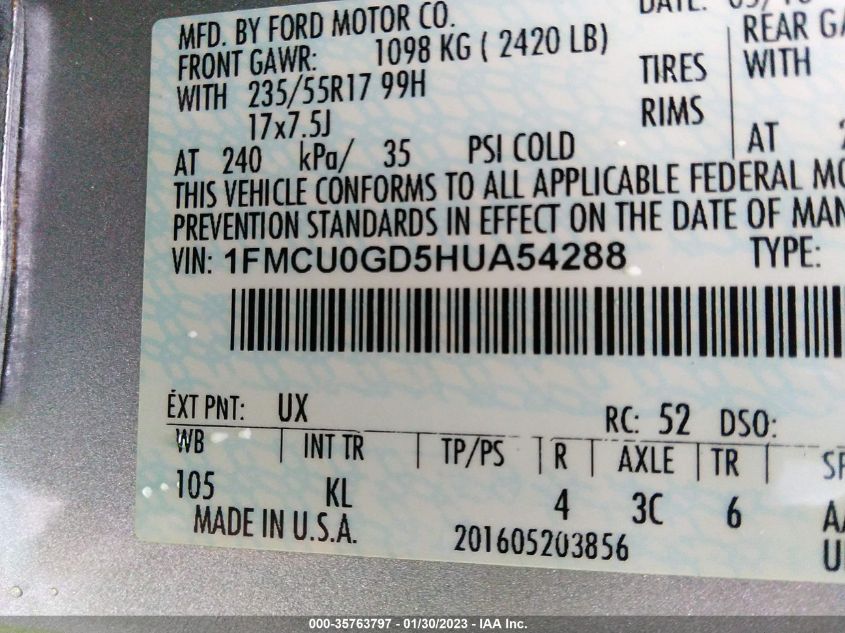 MFD. BY FORD MOTOR CO.
DATE:
FRONT GAWR: 1098 KG ( 2420 LB)
REAR
WITH 235/55R17 99H TIRES WITH
17x7.5J RIMS
AT 240 kPa/ 35 PSI COLD AT
THIS VEHICLE CONFORMS TO ALL APPLICABLE FEDERAL
PREVENTION STANDARDS IN EFFECT ON THE DATE OF
VIN: 1FMCU0GD5HUA54288 TYPE:
EXT PNT: UX RC: 52 DSO:
WB INT TR TP/PS R AXLE TR
105 KL 4 3C 6
MADE IN U.S.A. 201605203856
000-35763797 - 01/30/2023 - IAA Inc.